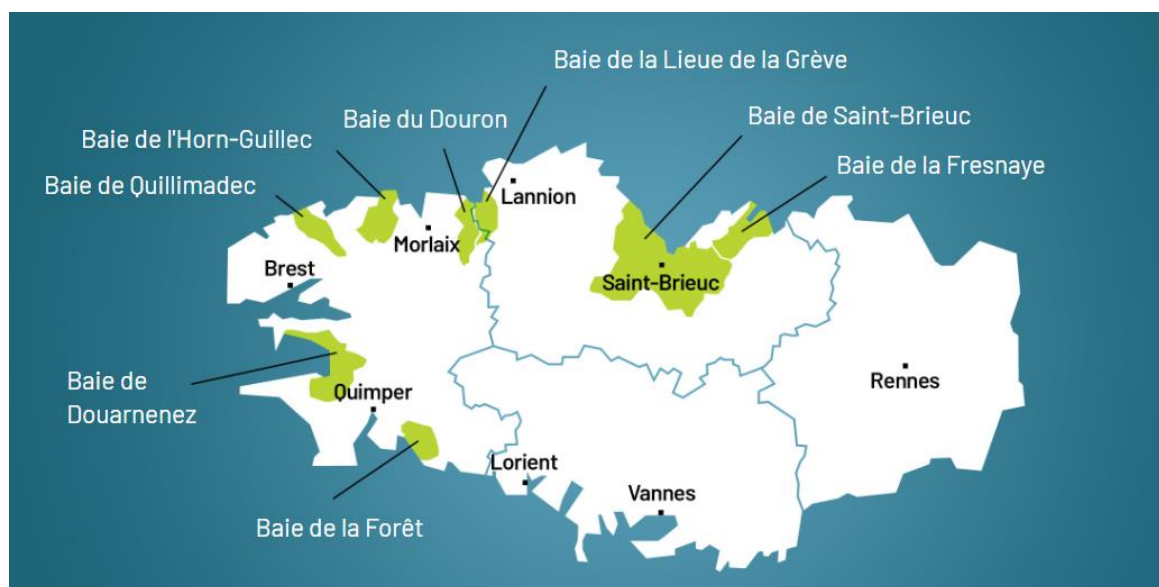 Baie de la Lieue de la Grève
Baie du Douron
Baie de Saint-Brieuc
Baie de l'Horn-Guillec
Baie de la Fresnaye
Baie de Quillimadec
Lannion
Morlaix
Brest
Saint-Brieuc
Baie de
Douarnenez
Quimper
Rennes
Lorient
Vannes
Baie de la Forêt